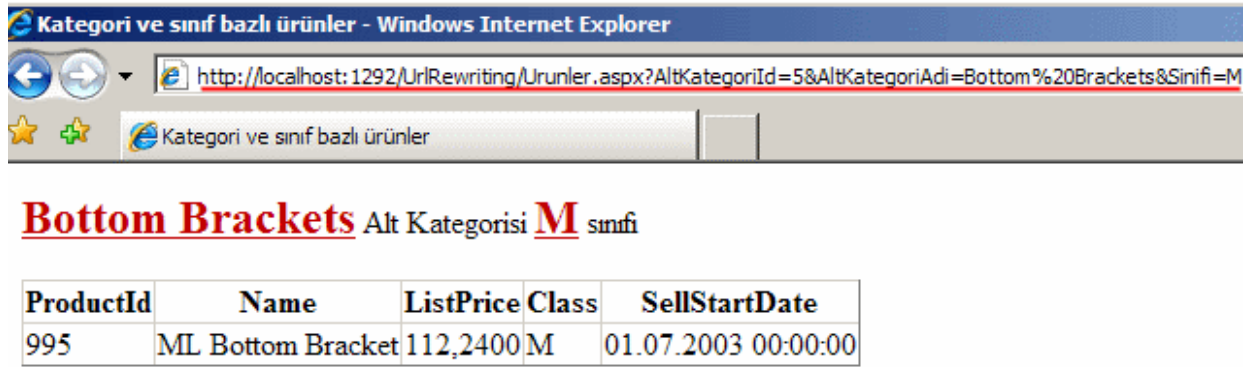 Kategori ve sınıf bazlı ürünler - Windows Internet Explorer
http://localhost:1292/UrlRewriting/Urunler.aspx?AltKategoriId=5&AltKategoriAdi=Bottom%20Brackets&Sinifi=M
Kategori ve sınıf bazlı ürünler
Bottom Brackets Alt Kategorisi M sınıfı
ProductId Name ListPrice Class SellStartDate
995 ML Bottom Bracket 112,2400 M 01.07.2003 00:00:00